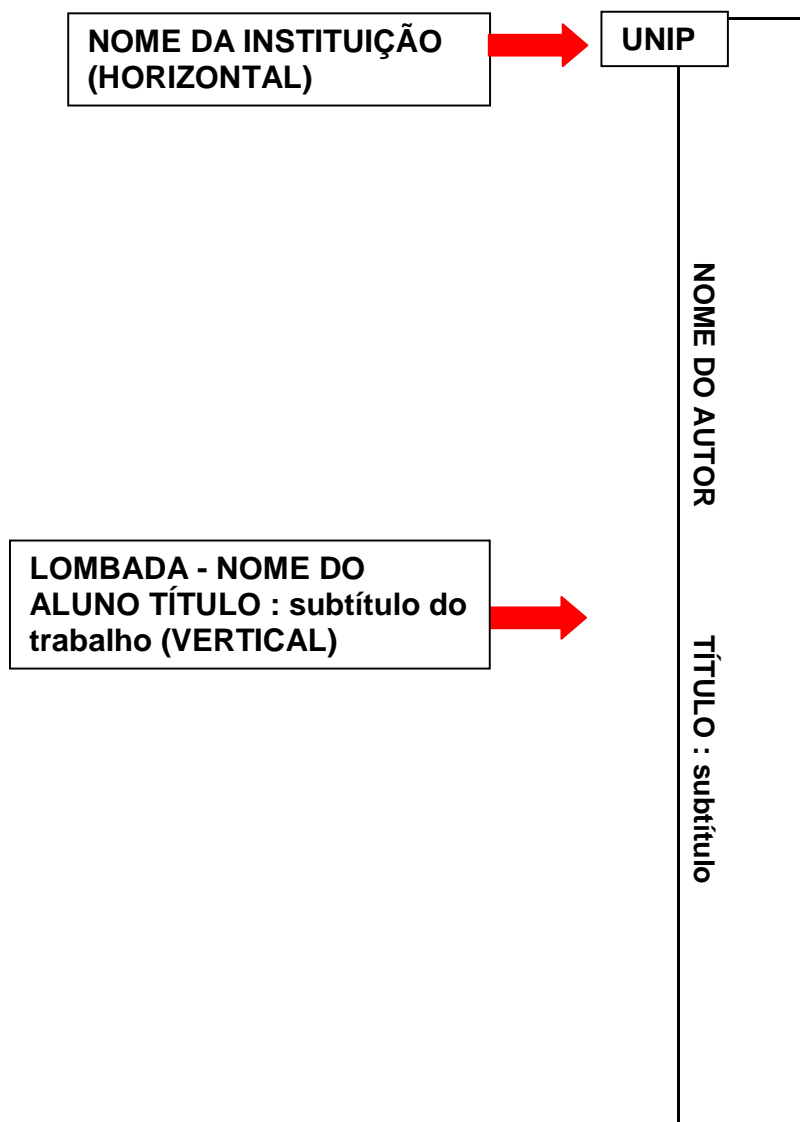 NOME DA INSTITUIÇÃO
(HORIZONTAL)
UNIP
NOME DO AUTOR
LOMBADA - NOME DO
ALUNO TÍTULO : subtítulo do
trabalho (VERTICAL)
TÍTULO : subtítulo